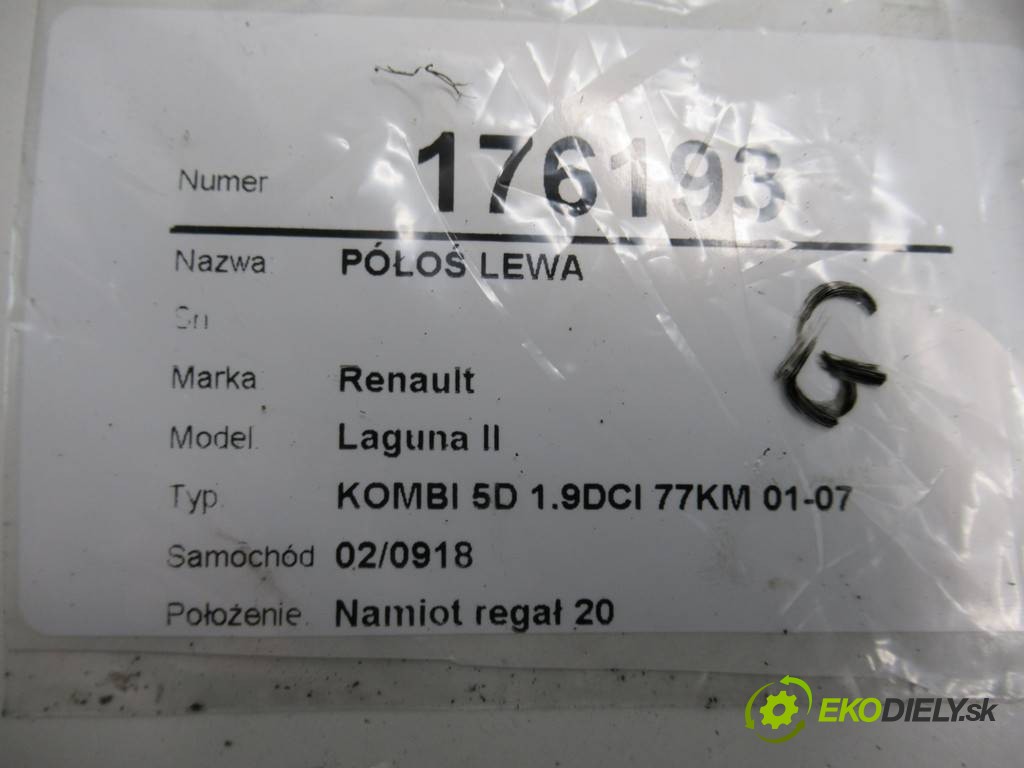 Numer 176193
Nazwa: PÓŁOŚ LEWA
Sn
G
Marka: Renault
Model: Laguna II
Typ: KOMBI 5D 1.9DCI 77KM 01-07
Samochód 02/0918
Położenie: Namiot regał 20
EKODIELY.sk